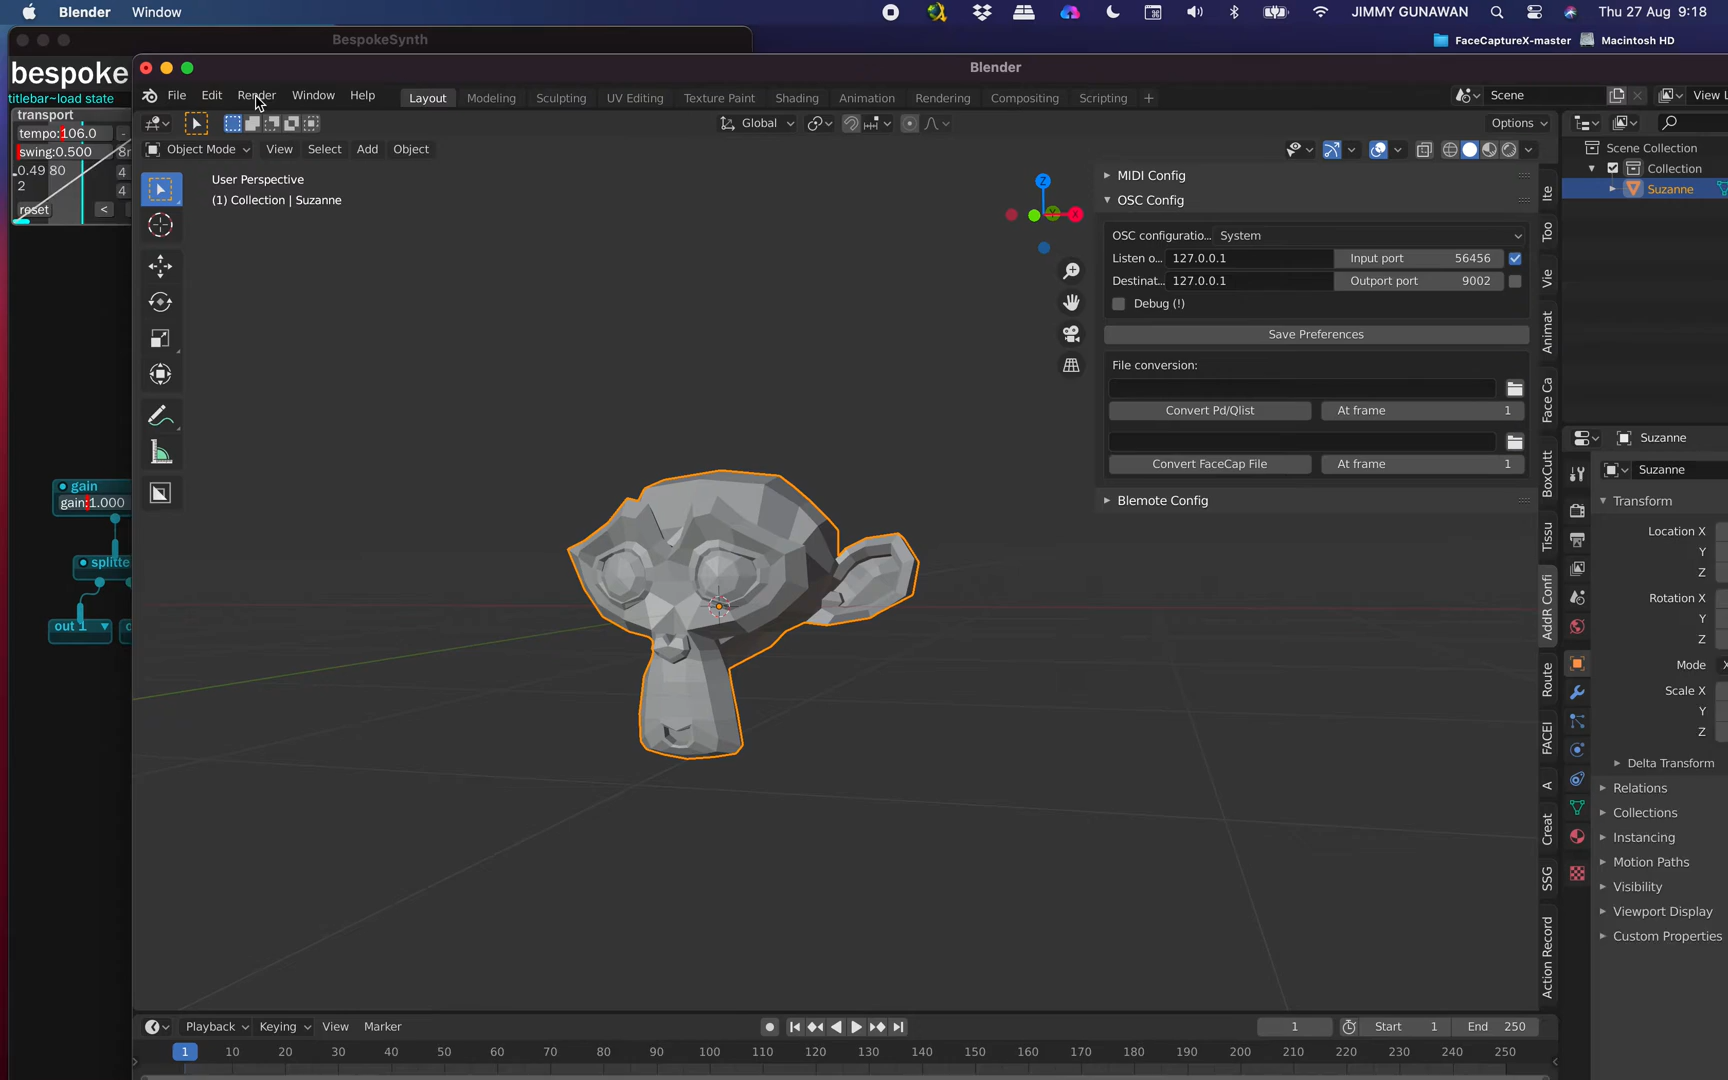 Blender Window JIMMY GUNAWAN Thu 27 Aug 9:18
BespokeSynth
FaceCaptureX-master Macintosh HD
bespoke
Blender
titlebar~load state
File Edit Render Window Help Layout Modeling Sculpting UV Editing Texture Paint Shading Animation Rendering Compositing Scripting + Scene View L
transport
tempo:106.0 -
Global Options
swing:0.500 8n
Object Mode View Select Add Object
Scene Collection
0.49 80 4
Collection
2 4
User Perspective
MIDI Config
Suzanne
(1) Collection | Suzanne
OSC Config
reset <
Z
X
OSC configuratio... System
Listen o... 127.0.0.1 Input port 56456
Destinat... 127.0.0.1 Outport port 9002
Debug (!)
Save Preferences
File conversion:
Convert Pd/Qlist At frame 1
Convert FaceCap File At frame 1
Blemote Config
Ite
Too
Vie
Animat
Face Ca
BoxCutt
Tissu
AddR Confi
Route
FACEI
A
Creat
SSG
Action Record
gain
gain:1.000
splitte
out 1
Suzanne
Suzanne
Transform
Location X
Y
Z
Rotation X
Y
Z
Mode X
Scale X
Y
Z
Delta Transform
Relations
Collections
Instancing
Motion Paths
Visibility
Viewport Display
Custom Properties
Playback Keying View Marker 1 Start 1 End 250
1 10 20 30 40 50 60 70 80 90 100 110 120 130 140 150 160 170 180 190 200 210 220 230 240 250